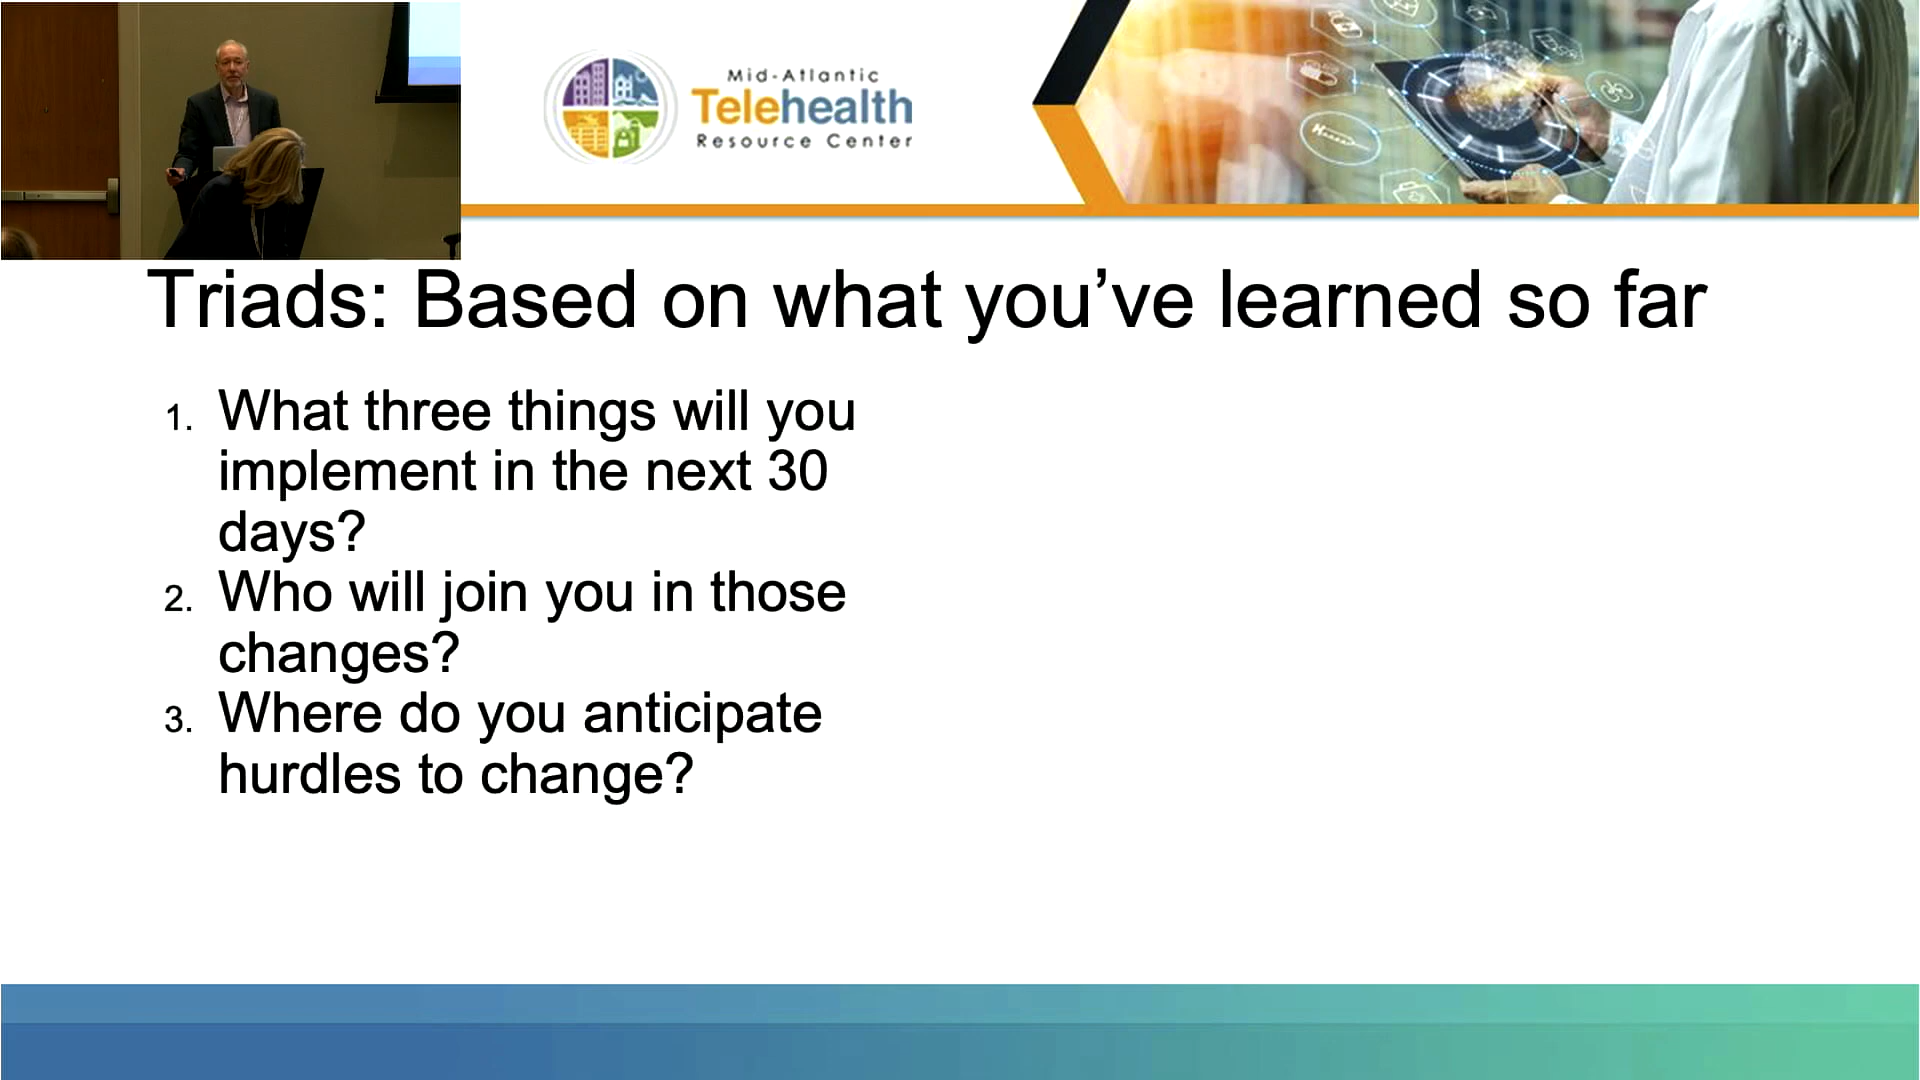 Mid-Atlantic
Telehealth
Resource Center
Triads: Based on what you’ve learned so far
1. What three things will you
implement in the next 30
days?
2. Who will join you in those
changes?
3. Where do you anticipate
hurdles to change?